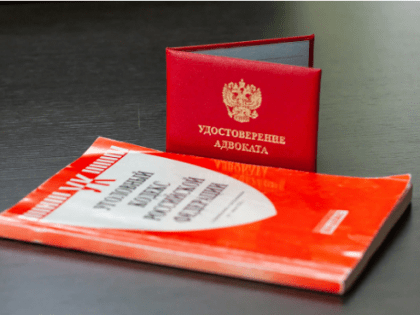 УДОСТОВЕРЕНИЕ
АДВОКАТА
УК
УГОЛОВНЫЙ
КОДЕКС
РОССИЙСКОЙ
ФЕДЕРАЦИИ